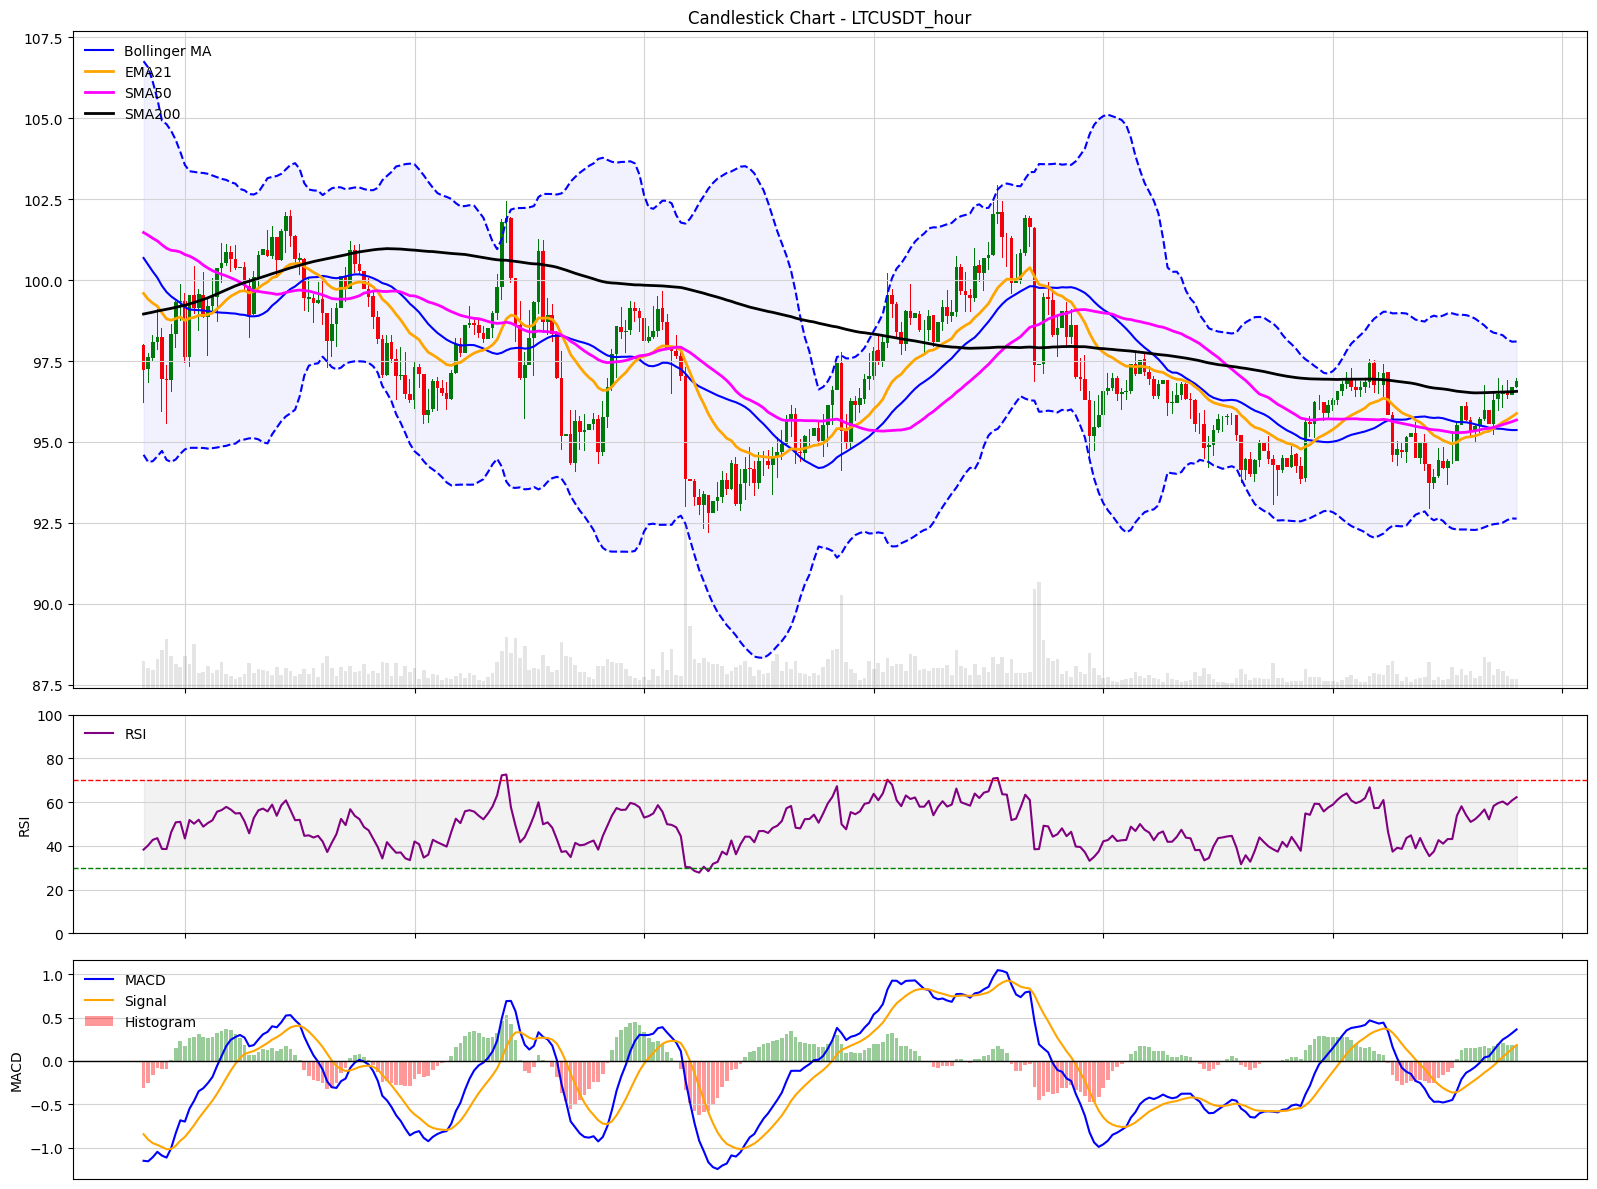 Candlestick Chart - LTCUSDT_hour
107.5
105.0
102.5
100.0
97.5
95.0
92.5
90.0
87.5
Bollinger MA
EMA21
SMA50
SMA200
100
80
60
40
20
0
RSI
RSI
1.0
0.5
0.0
−0.5
−1.0
MACD
MACD
Signal
Histogram